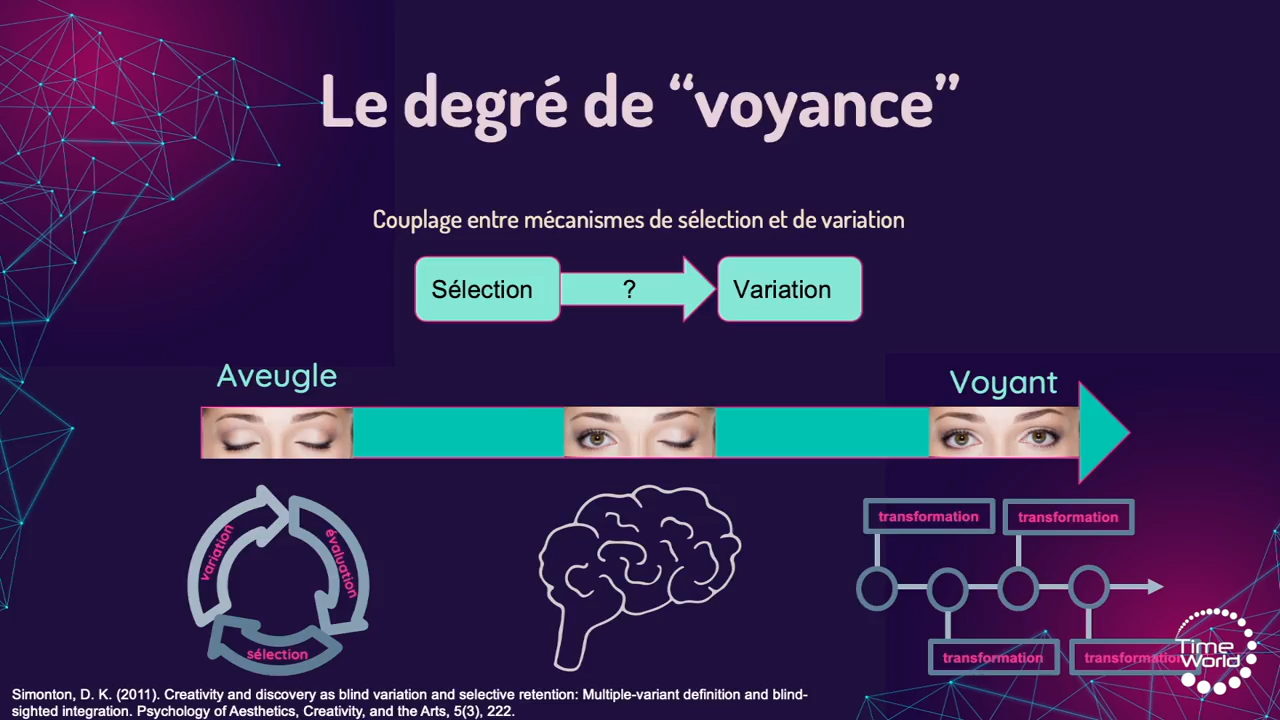 Le degré de “voyance”
Couplage entre mécanismes de sélection et de variation
Sélection
?
Variation
Aveugle
Voyant
variation
évaluation
sélection
transformation
transformation
transformation
transformation
Time
World
Simonton, D. K. (2011). Creativity and discovery as blind variation and selective retention: Multiple-variant definition and blind-
sighted integration. Psychology of Aesthetics, Creativity, and the Arts, 5(3), 222.